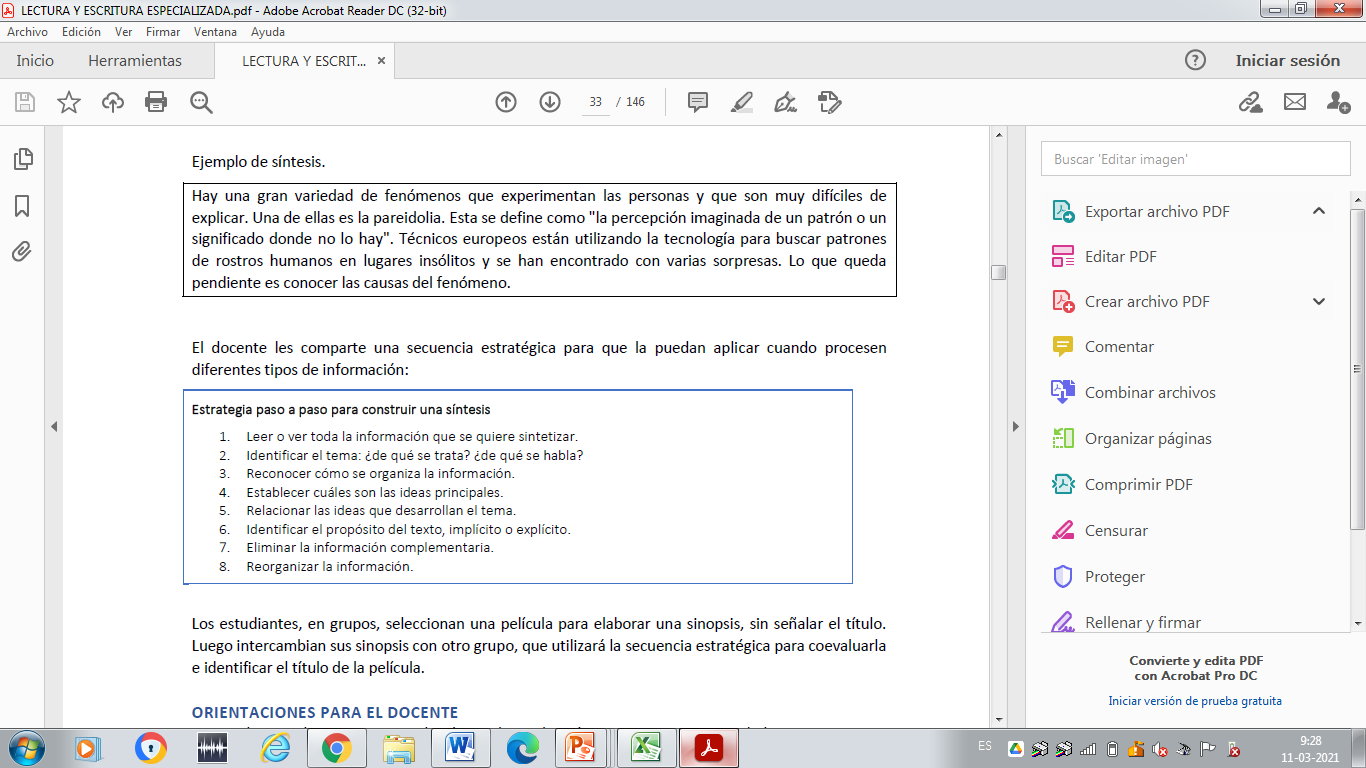 LECTURA Y ESCRITURA ESPECIALIZADA.pdf - Adobe Acrobat Reader DC (32-bit)
Archivo Edición Ver Firmar Ventana Ayuda
Inicio Herramientas LECTURA Y ESCRIT... Iniciar sesión
33 / 146
Ejemplo de síntesis.
Hay una gran variedad de fenómenos que experimentan las personas y que son muy difíciles de
explicar. Una de ellas es la pareidolia. Esta se define como "la percepción imaginada de un patrón o un
significado donde no lo hay". Técnicos europeos están utilizando la tecnología para buscar patrones
de rostros humanos en lugares insólitos y se han encontrado con varias sorpresas. Lo que queda
pendiente es conocer las causas del fenómeno.
El docente les comparte una secuencia estratégica para que la puedan aplicar cuando procesen
diferentes tipos de información:
Estrategia paso a paso para construir una síntesis
1. Leer o ver toda la información que se quiere sintetizar.
2. Identificar el tema: ¿de qué se trata? ¿de qué se habla?
3. Reconocer cómo se organiza la información.
4. Establecer cuáles son las ideas principales.
5. Relacionar las ideas que desarrollan el tema.
6. Identificar el propósito del texto, implícito o explícito.
7. Eliminar la información complementaria.
8. Reorganizar la información.
Los estudiantes, en grupos, seleccionan una película para elaborar una sinopsis, sin señalar el título.
Luego intercambian sus sinopsis con otro grupo, que utilizará la secuencia estratégica para coevaluarla
e identificar el título de la película.
ORIENTACIONES PARA EL DOCENTE
Buscar 'Editar imagen'
Exportar archivo PDF
Editar PDF
Crear archivo PDF
Comentar
Combinar archivos
Organizar páginas
Comprimir PDF
Censurar
Proteger
Rellenar y firmar
Convierte y edita PDF
con Acrobat Pro DC
Iniciar versión de prueba gratuita
ES
9:28
11-03-2021